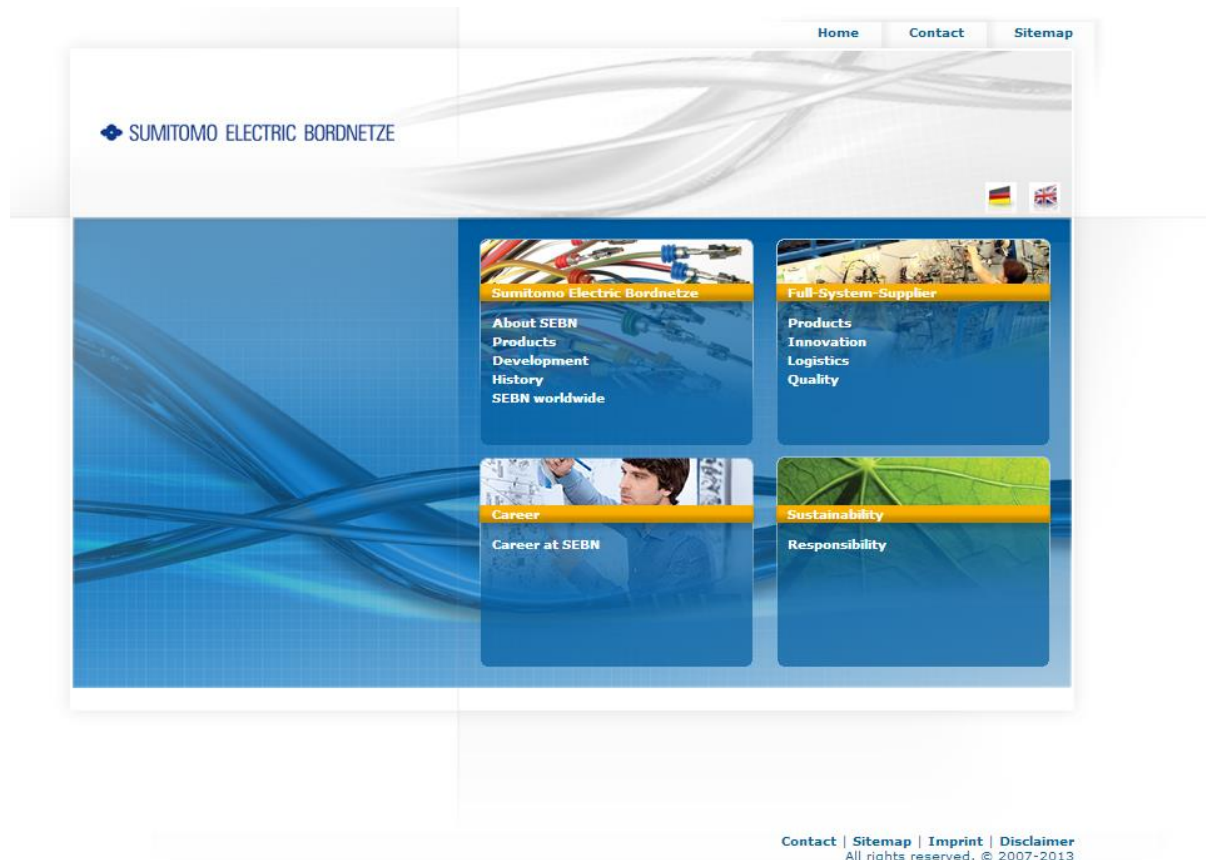 Home Contact Sitemap
SUMITOMO ELECTRIC BORDNETZE
Sumitomo Electric Bordnetze
About SEBN
Products
Development
History
SEBN worldwide
Full-System-Supplier
Products
Innovation
Logistics
Quality
Career
Career at SEBN
Sustainability
Responsibility
Contact | Sitemap | Imprint | Disclaimer
All rights reserved. © 2007-2013